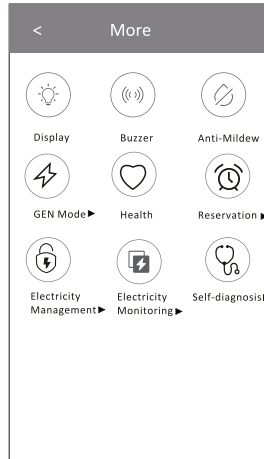 < More
Display Buzzer Anti-Mildew
GEN Mode▶ Health Reservation▶
Electricity Electricity Self-diagnosis
Management▶ Monitoring▶